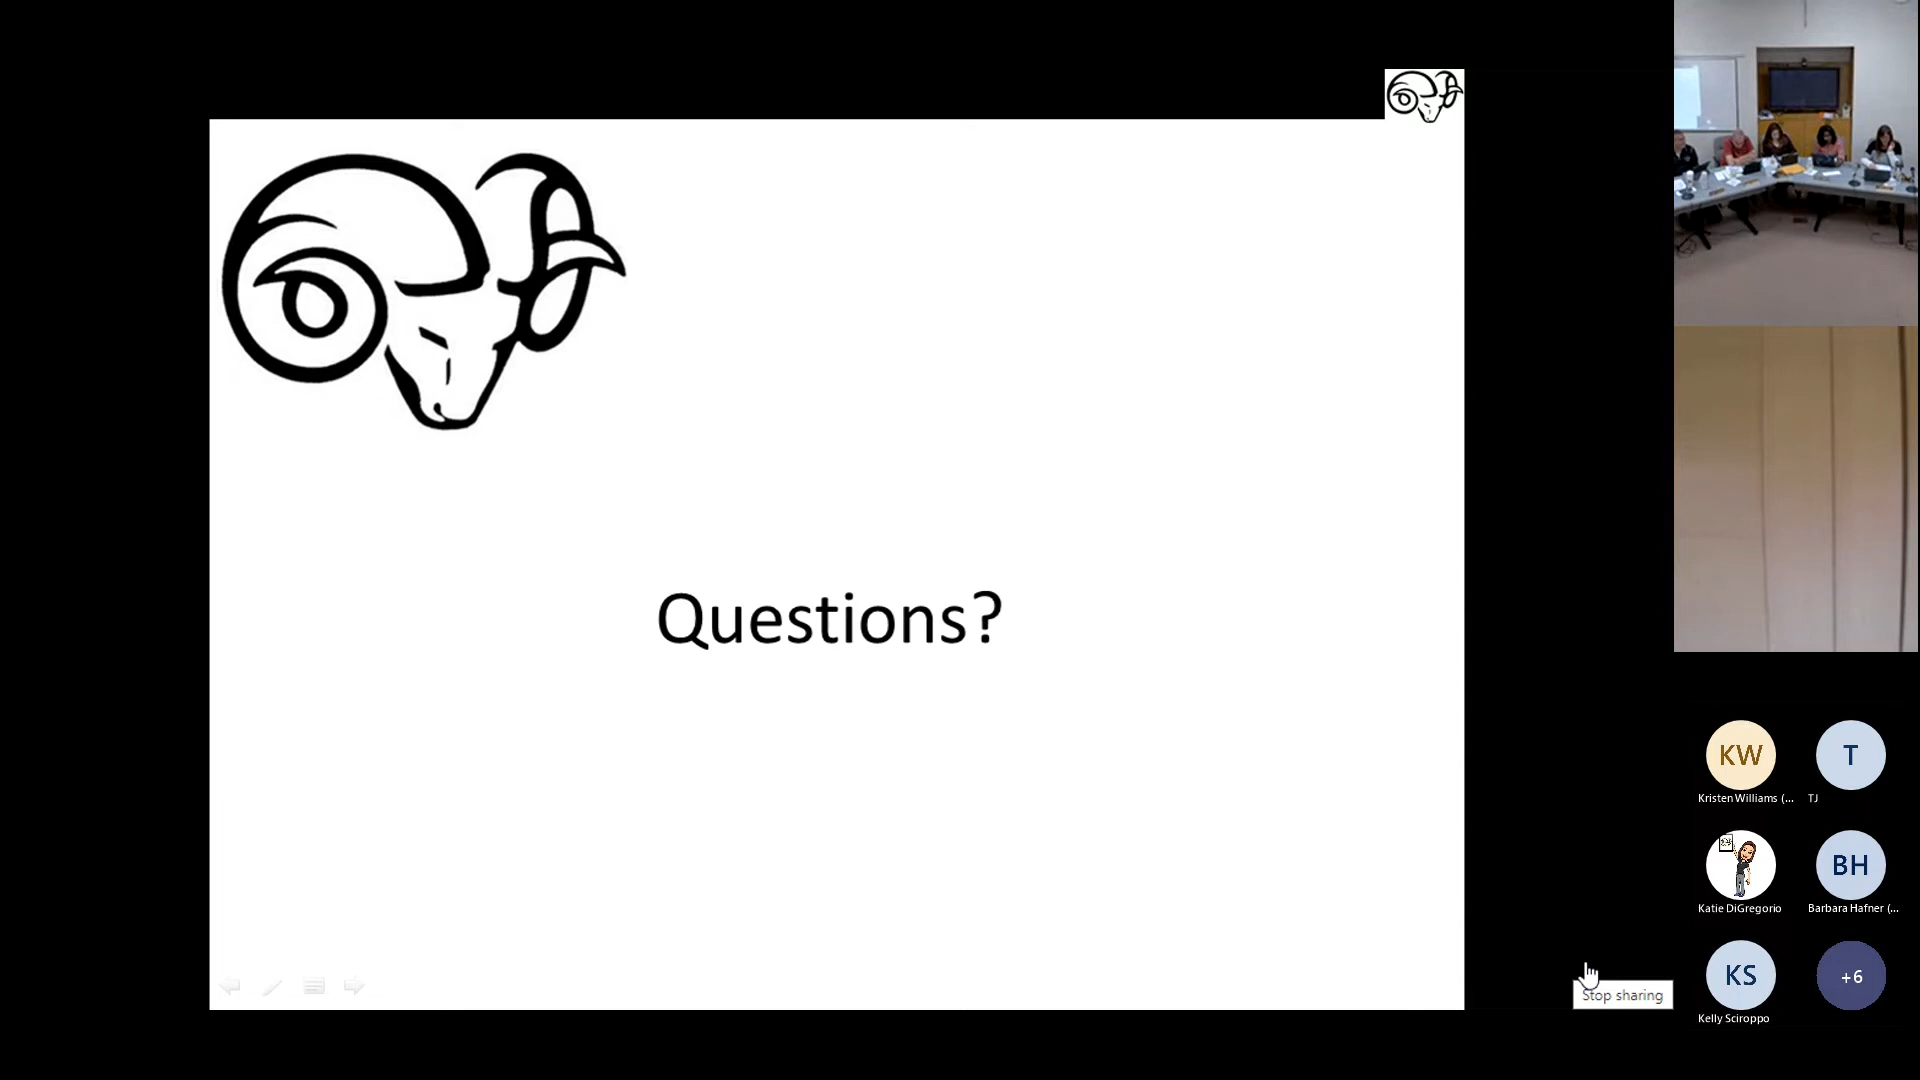 Questions?
KW
T
Kristen Williams (...
TJ
BH
Katie DiGregorio
Barbara Hafner (...
KS
+6
Stop sharing
Kelly Sciroppo